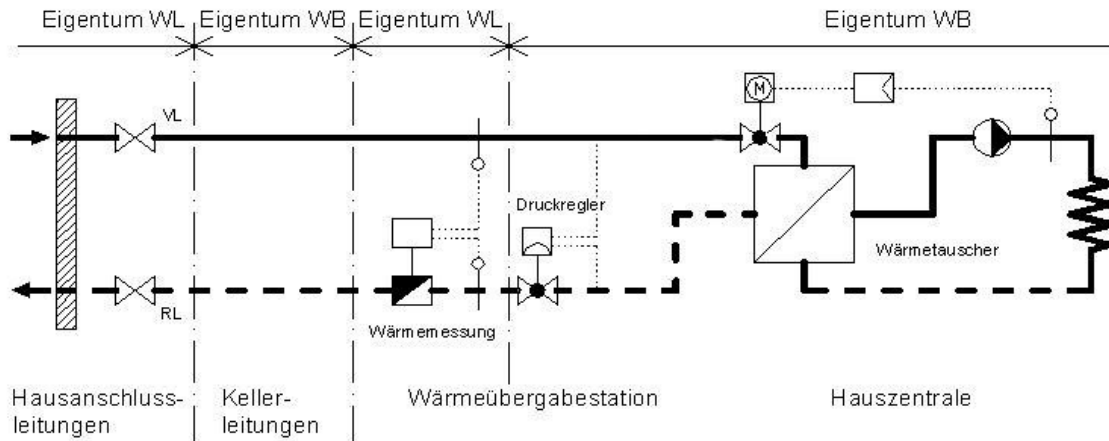 Eigentum WL Eigentum WB Eigentum WL Eigentum WB
M
VL
Druckregler
Wärmetauscher
RL
Wärmemessung
Hausanschluss-
leitungen
Keller-
leitungen
Wärmeübergabestation
Hauszentrale